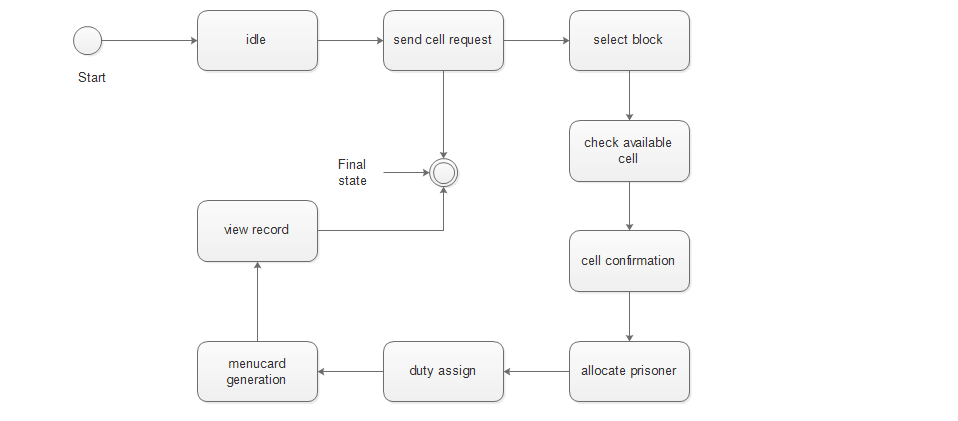 idle
send cell request
select block
Start
check available
cell
Final
state
view record
cell confirmation
menucard
generation
duty assign
allocate prisoner